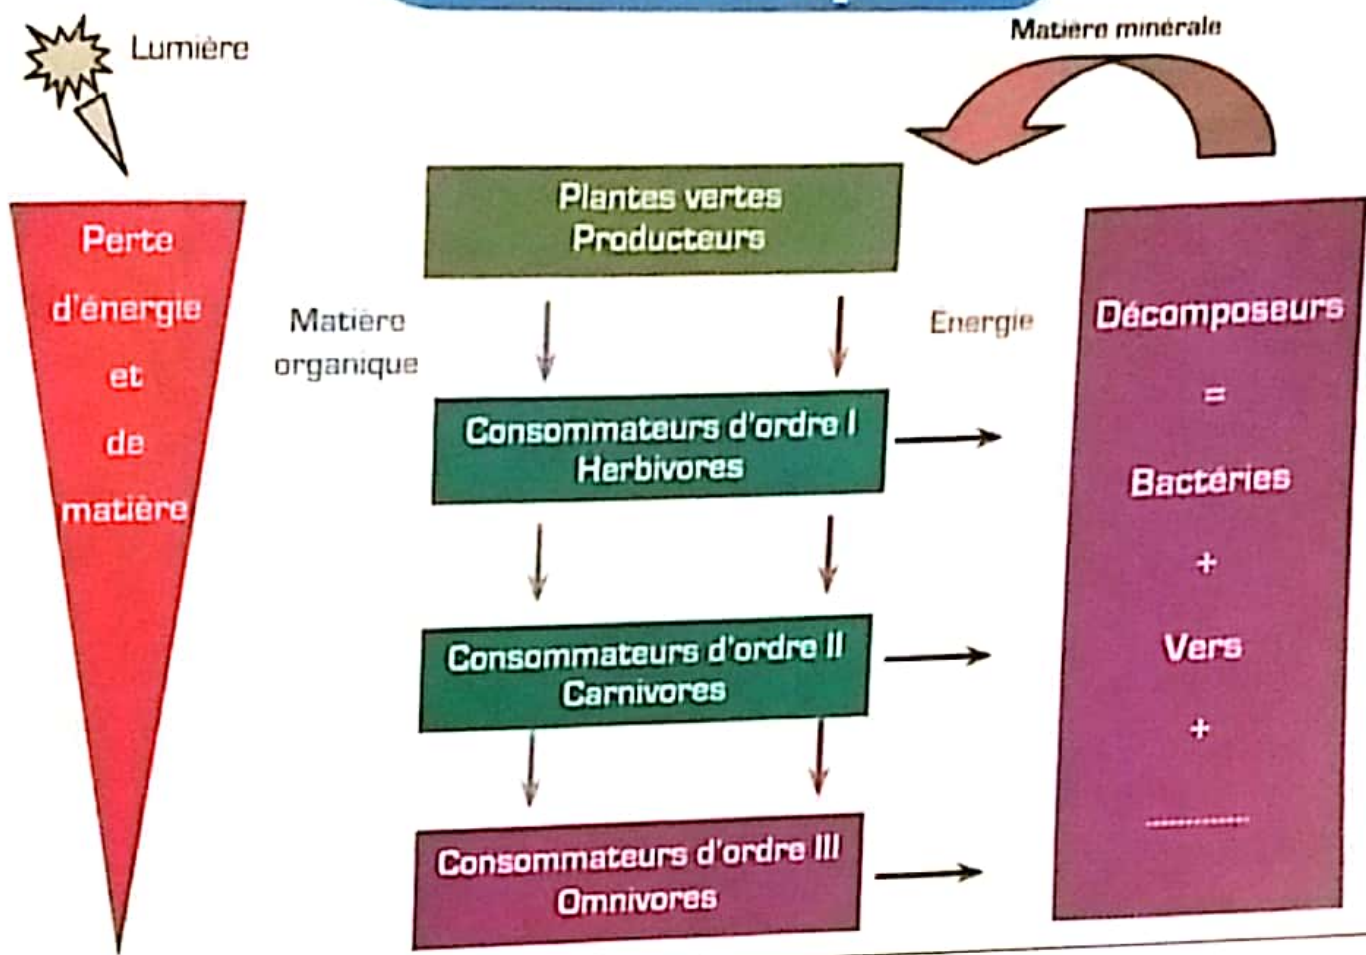 Lumière
Matière minérale
Perte
d'énergie
et
de
matière
Plantes vertes
Producteurs
Matière
organique
Energie
Consommateurs d'ordre I
Herbivores
Consommateurs d'ordre II
Carnivores
Consommateurs d'ordre III
Omnivores
Décomposeurs
=
Bactéries
+
Vers
+
............